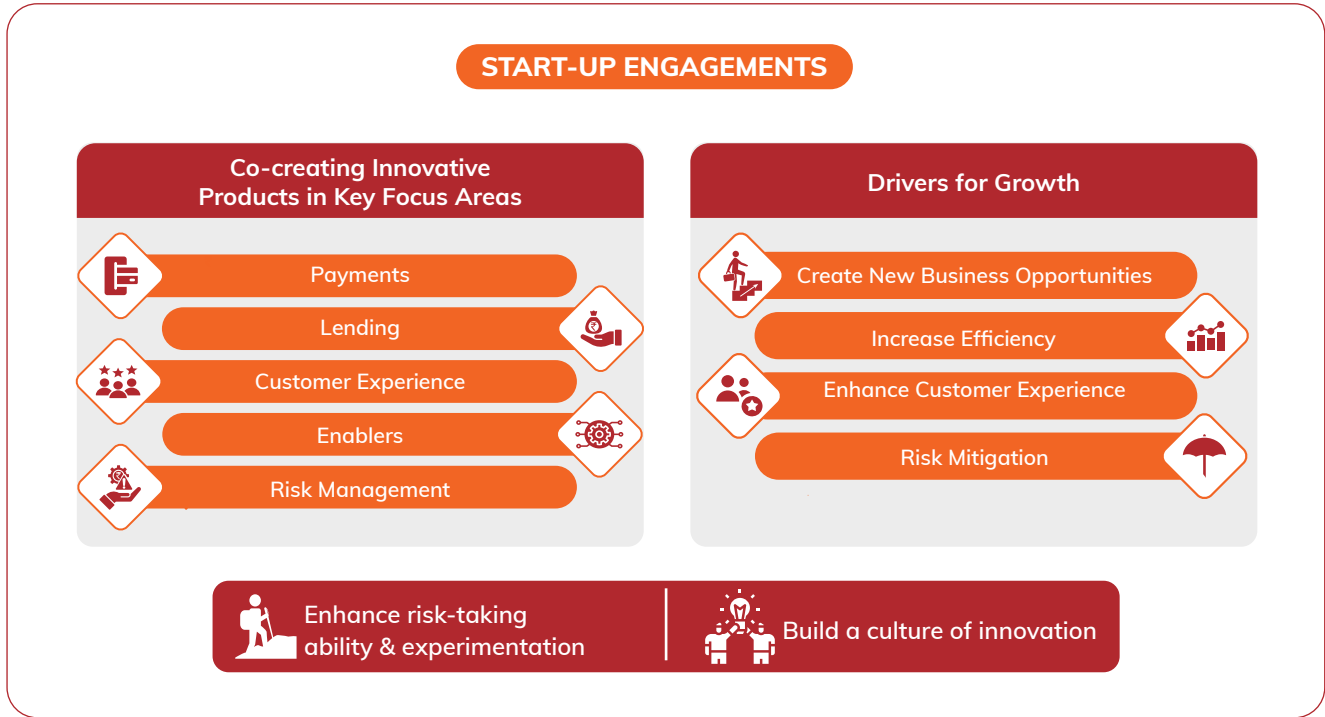 START-UP ENGAGEMENTS
Co-creating Innovative
Products in Key Focus Areas
Payments
Lending
Customer Experience
Enablers
Risk Management
Drivers for Growth
Create New Business Opportunities
Increase Efficiency
Enhance Customer Experience
Risk Mitigation
Enhance risk-taking
ability & experimentation
Build a culture of innovation